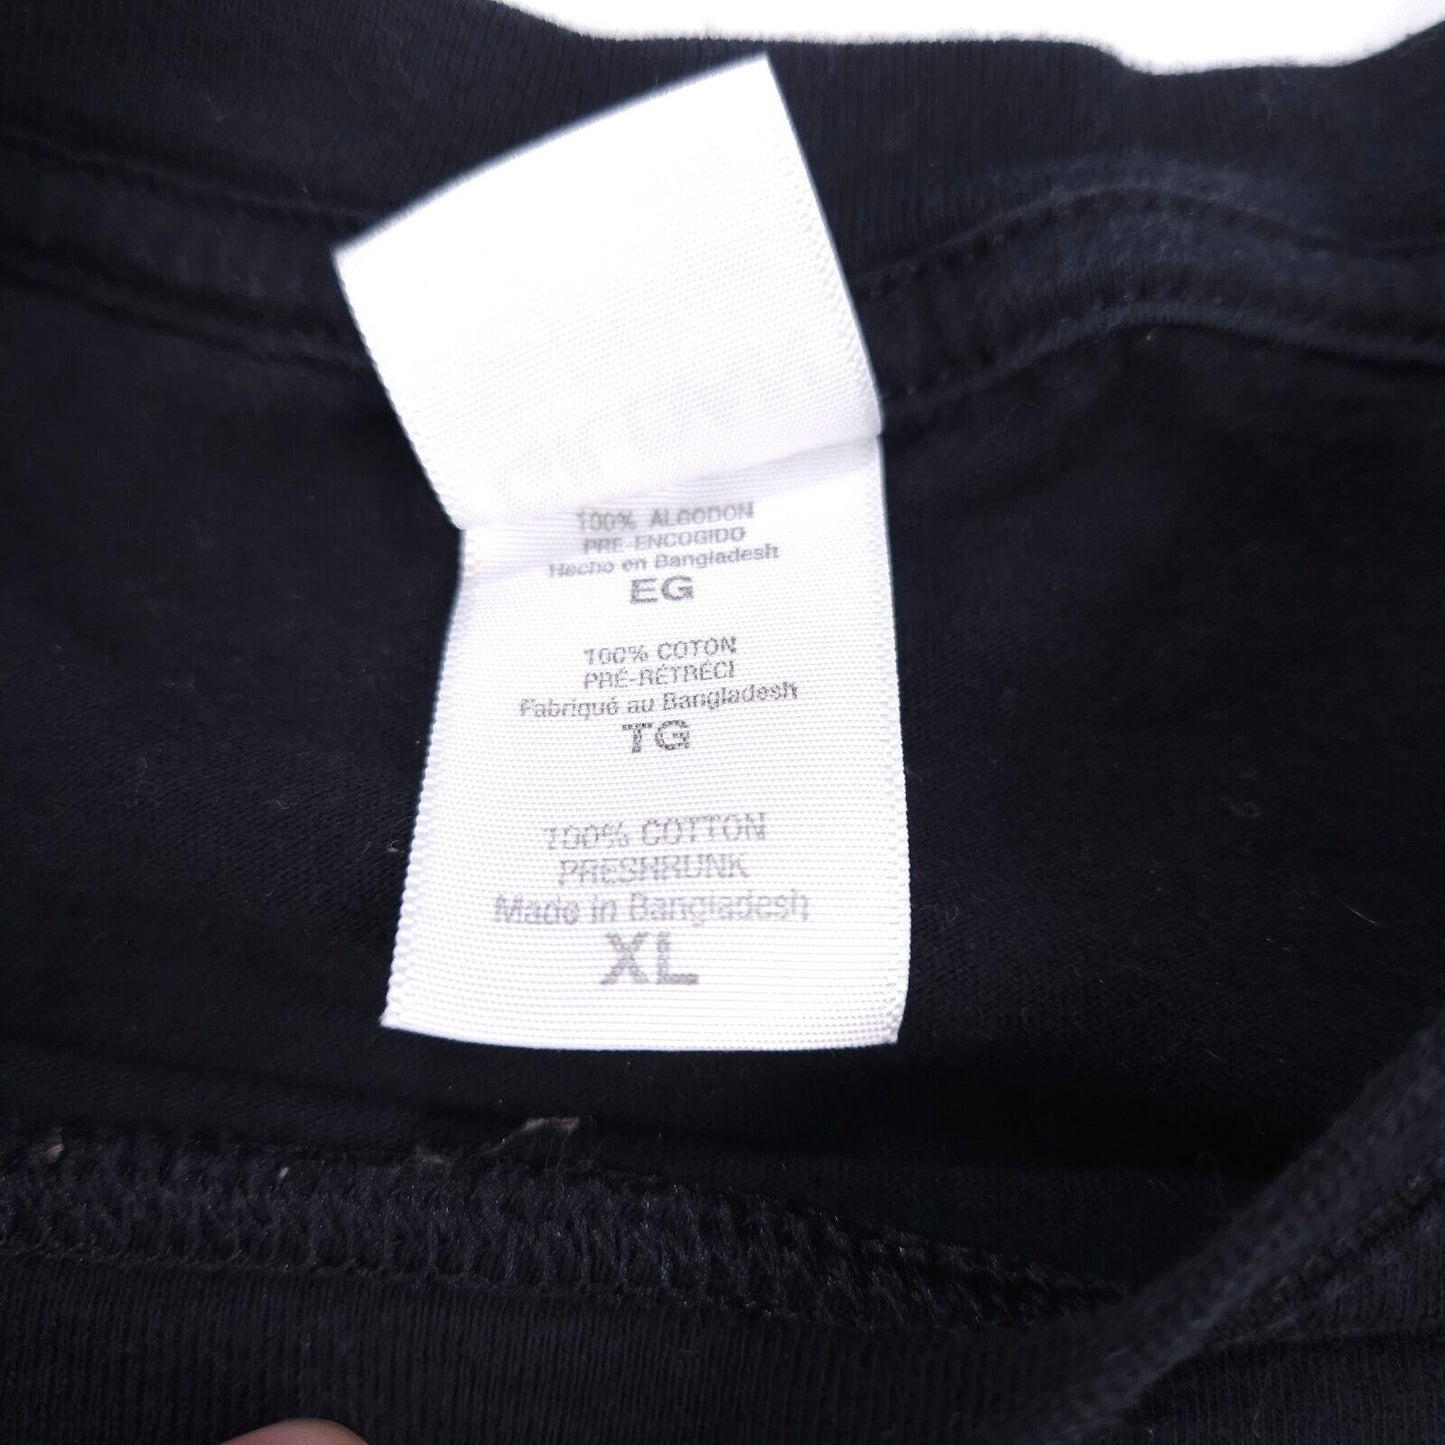 100% ALGODON
PRE-ENCOGIDO
Hecho en Bangladesh
EG
100% COTON
PRÉ-RÉTRÉCI
Fabriqué au Bangladesh
TG
100% COTTON
PRESHRUNK
Made in Bangladesh
XL